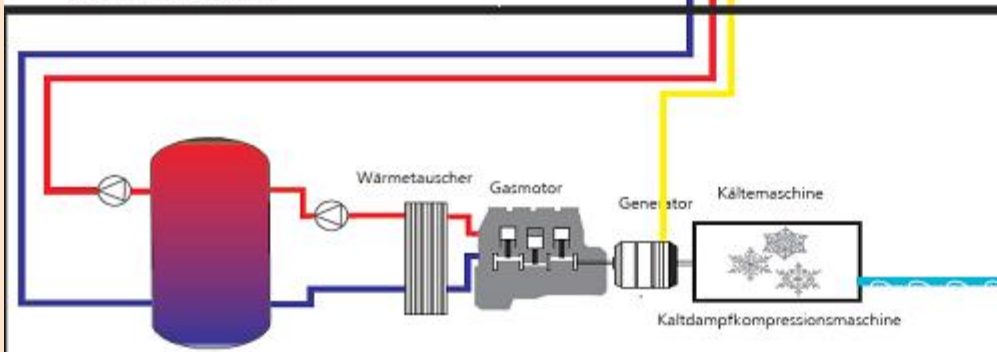 Wärmetauscher
Gasmotor
Generator
Kältemaschine
Kaltdampfkompressionsmaschine